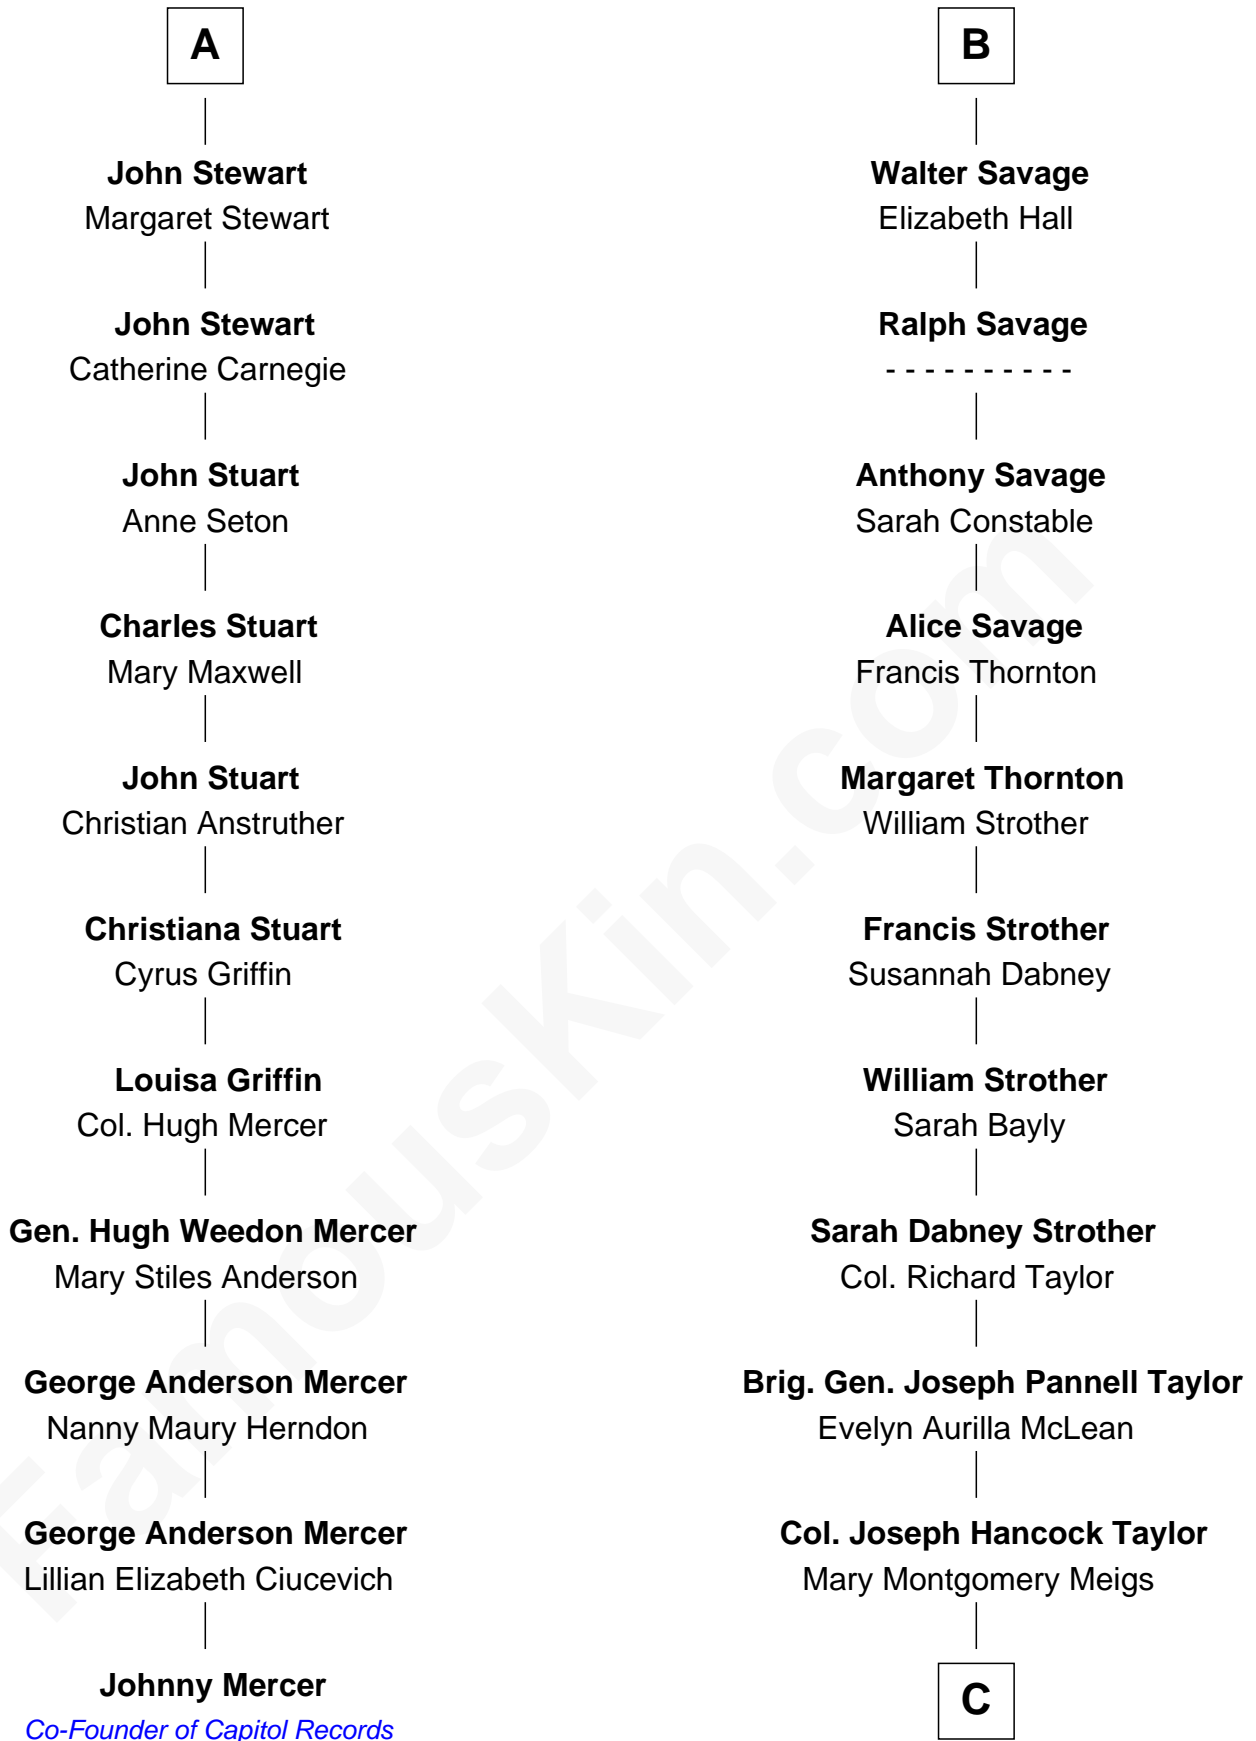 A
John Stewart
Margaret Stewart
John Stewart
Catherine Carnegie
John Stuart
Anne Seton
Charles Stuart
Mary Maxwell
John Stuart
Christian Anstruther
Christiana Stuart
Cyrus Griffin
Louisa Griffin
Col. Hugh Mercer
Gen. Hugh Weedon Mercer
Mary Stiles Anderson
George Anderson Mercer
Nanny Maury Herndon
George Anderson Mercer
Lillian Elizabeth Ciucevich
Johnny Mercer
Co-Founder of Capitol Records
B
Walter Savage
Elizabeth Hall
Ralph Savage
- - - - - - - - - -
Anthony Savage
Sarah Constable
Alice Savage
Francis Thornton
Margaret Thornton
William Strother
Francis Strother
Susannah Dabney
William Strother
Sarah Bayly
Sarah Dabney Strother
Col. Richard Taylor
Brig. Gen. Joseph Pannell Taylor
Evelyn Aurilla McLean
Col. Joseph Hancock Taylor
Mary Montgomery Meigs
C
FamousKin.com